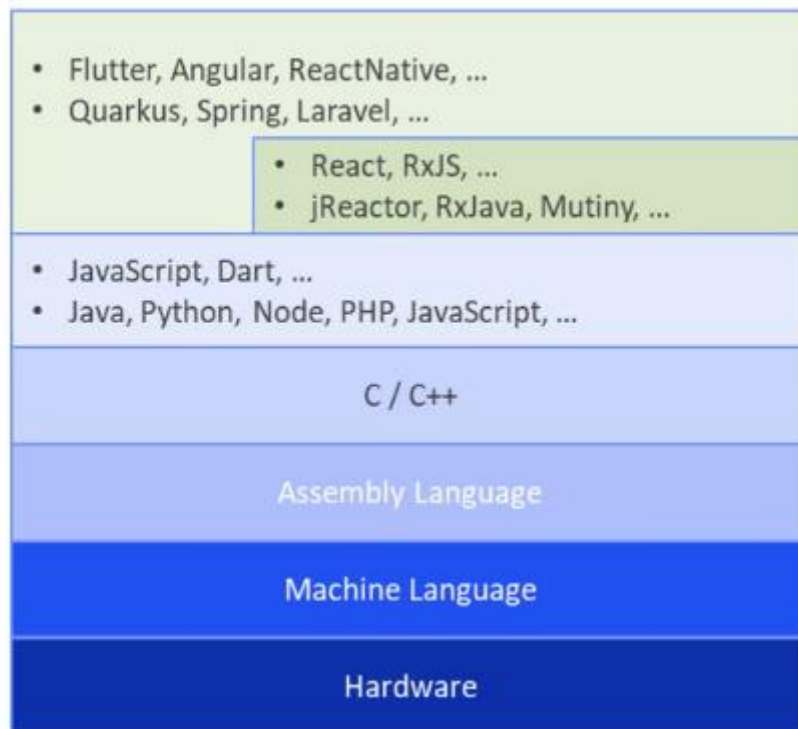 • Flutter, Angular, ReactNative, ...
• Quarkus, Spring, Laravel, ...
• React, RxJS, ...
• jReactor, RxJava, Mutiny, ...
• JavaScript, Dart, ...
• Java, Python, Node, PHP, JavaScript, ...
C / C++
Assembly Language
Machine Language
Hardware